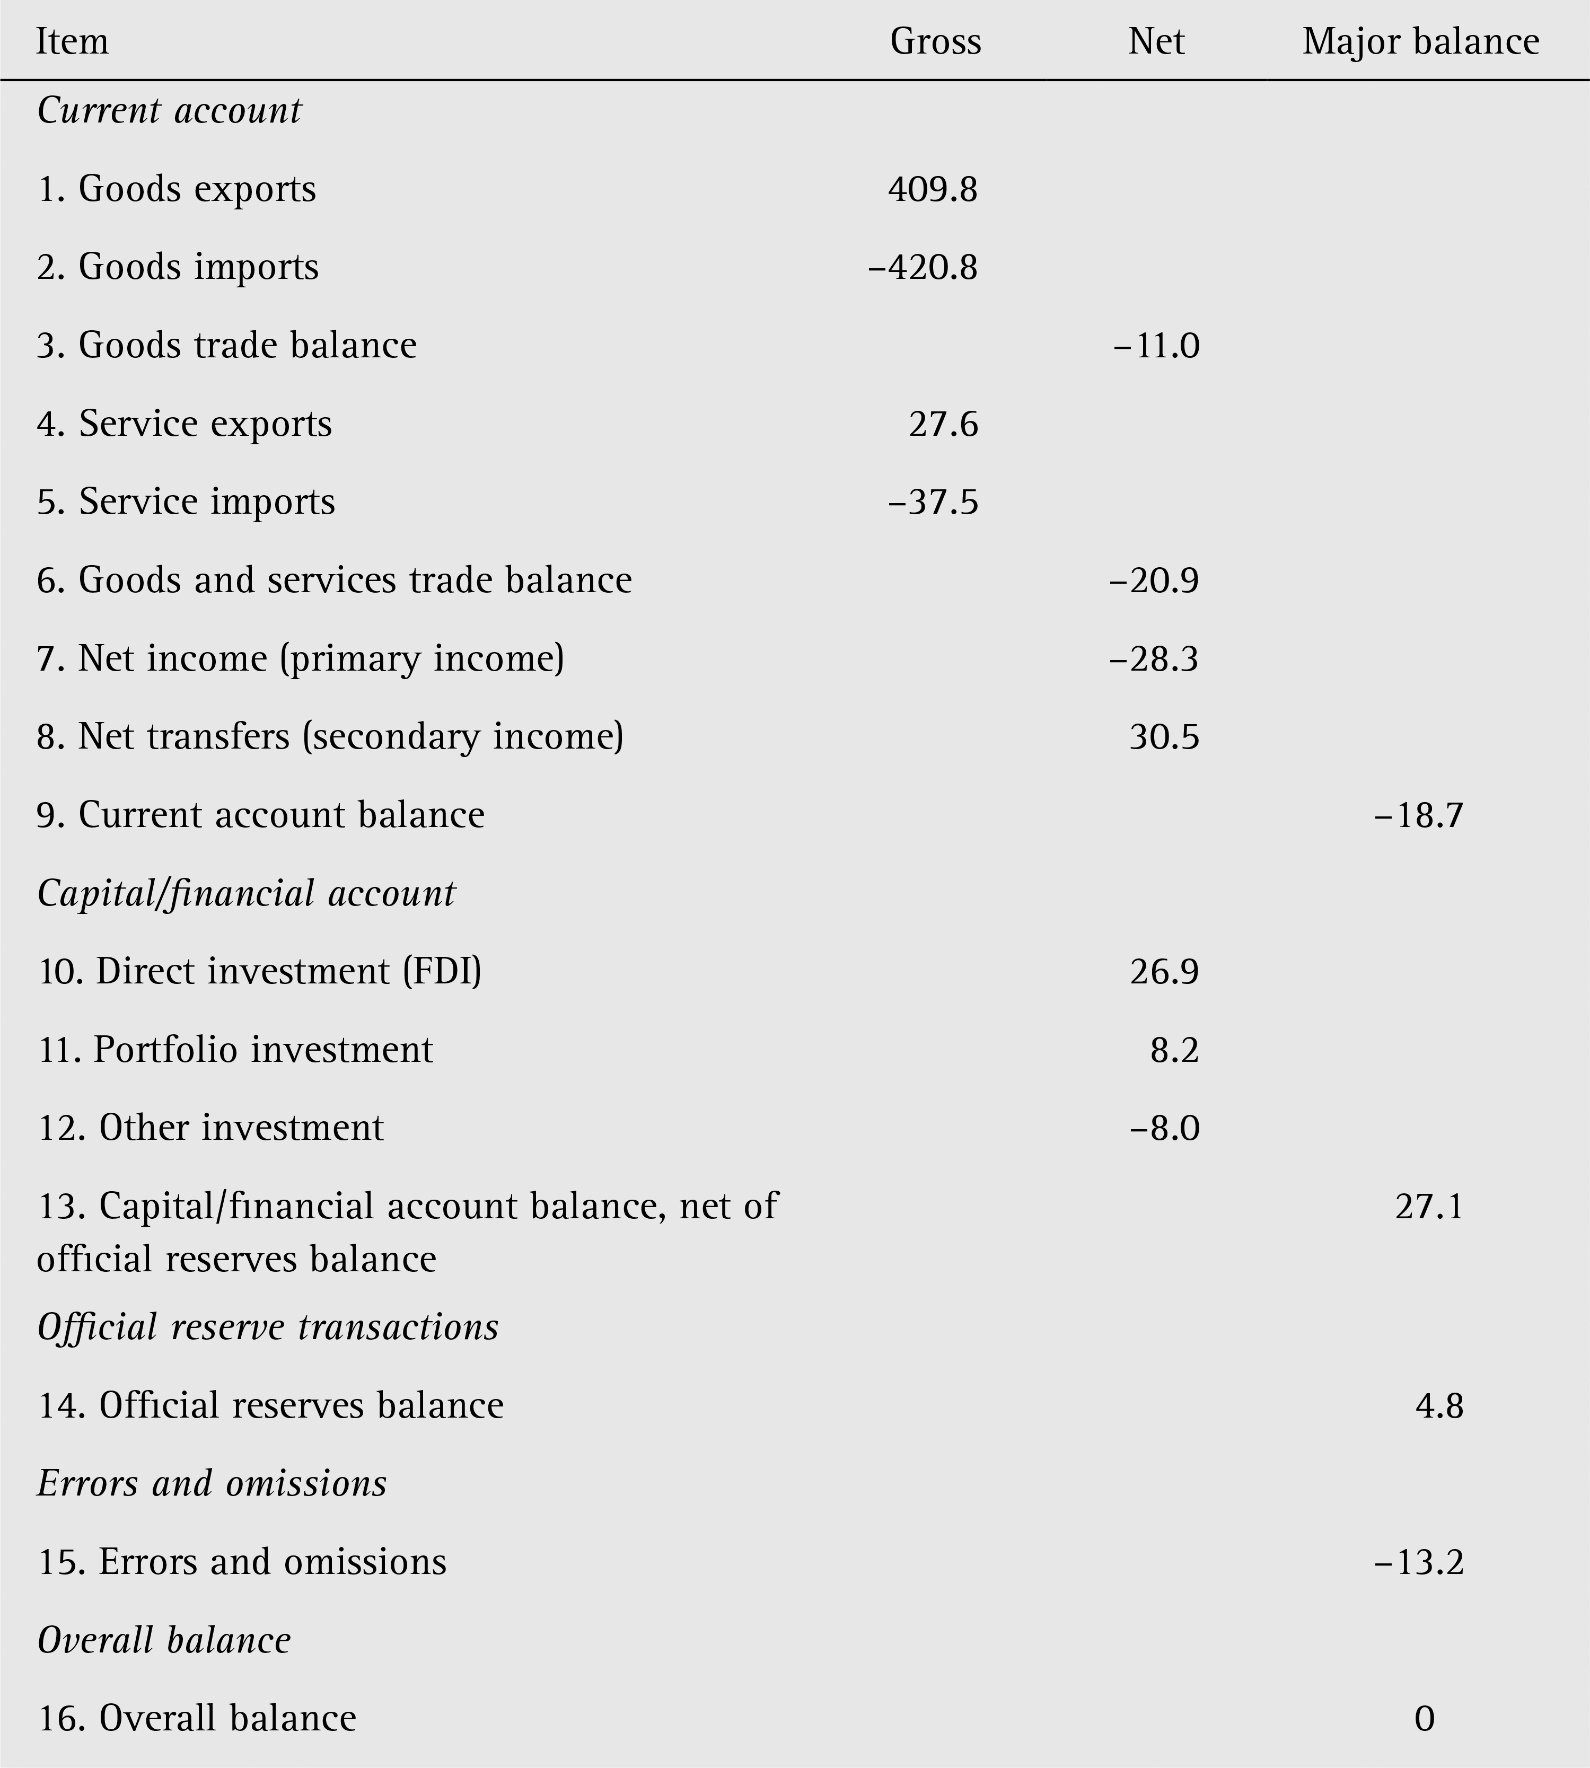 Item Gross Net Major balance
Current account
1. Goods exports 409.8
2. Goods imports –420.8
3. Goods trade balance –11.0
4. Service exports 27.6
5. Service imports –37.5
6. Goods and services trade balance –20.9
7. Net income (primary income) –28.3
8. Net transfers (secondary income) 30.5
9. Current account balance –18.7
Capital/financial account
10. Direct investment (FDI) 26.9
11. Portfolio investment 8.2
12. Other investment –8.0
13. Capital/financial account balance, net of 27.1
official reserves balance
Official reserve transactions
14. Official reserves balance 4.8
Errors and omissions
15. Errors and omissions –13.2
Overall balance
16. Overall balance 0